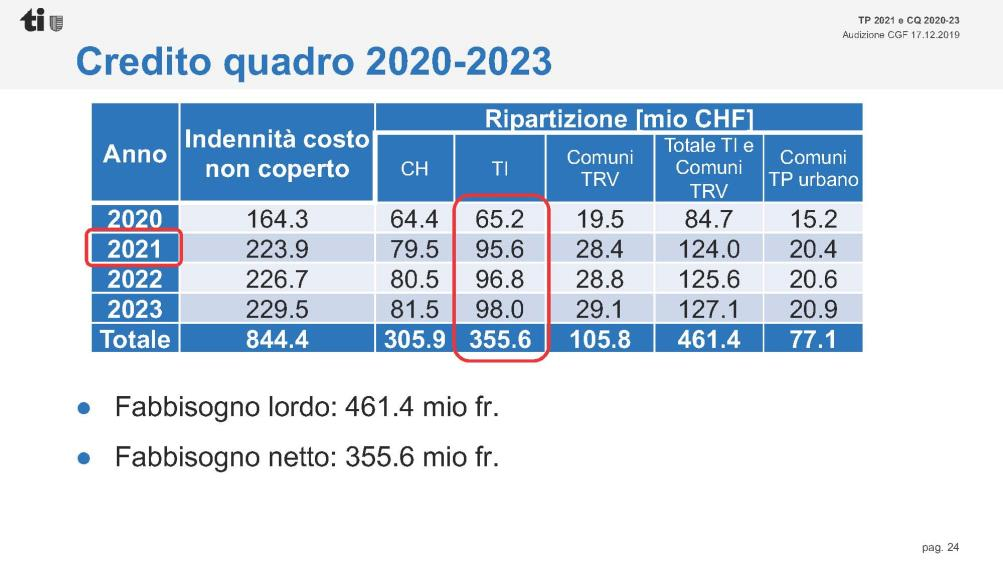 ti
TP 2021 e CQ 2020-23
Audizione CGF 17.12.2019
Credito quadro 2020-2023
Anno Indennità costo non coperto Ripartizione [mio CHF]
CH TI Comuni TRV Totale TI e Comuni TRV Comuni TP urbano
2020 164.3 64.4 65.2 19.5 84.7 15.2
2021 223.9 79.5 95.6 28.4 124.0 20.4
2022 226.7 80.5 96.8 28.8 125.6 20.6
2023 229.5 81.5 98.0 29.1 127.1 20.9
Totale 844.4 305.9 355.6 105.8 461.4 77.1
● Fabbisogno lordo: 461.4 mio fr.
● Fabbisogno netto: 355.6 mio fr.
pag. 24